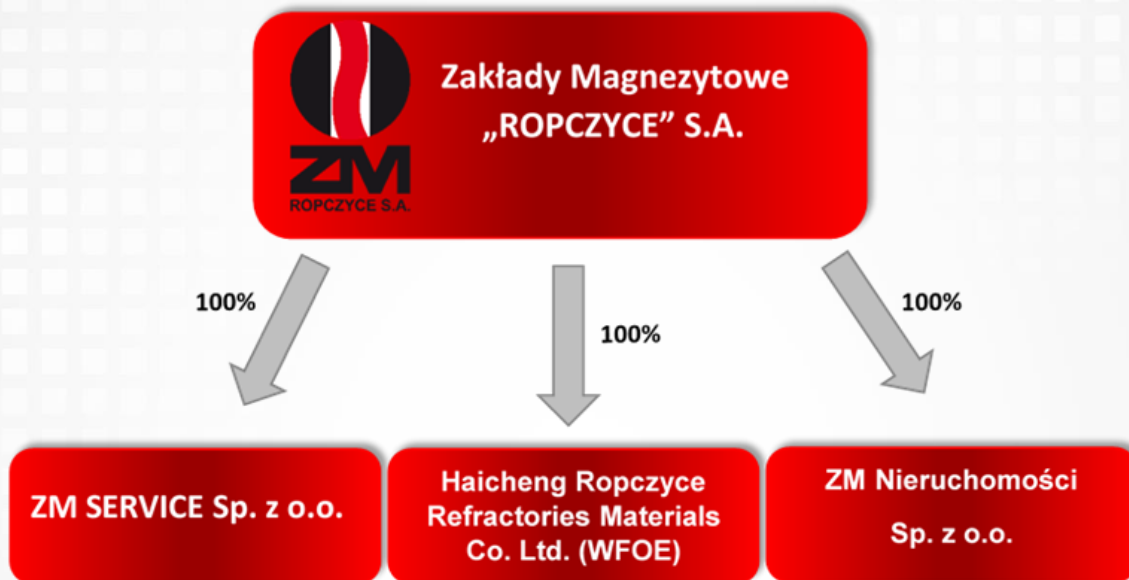 Zakłady Magnezytowe
„ROPCZYCE” S.A.
ZM
ROPCZYCE S.A.
100%
100%
100%
ZM SERVICE Sp. z o.o.
Haicheng Ropczyce
Refractories Materials
Co. Ltd. (WFOE)
ZM Nieruchomości
Sp. z o.o.